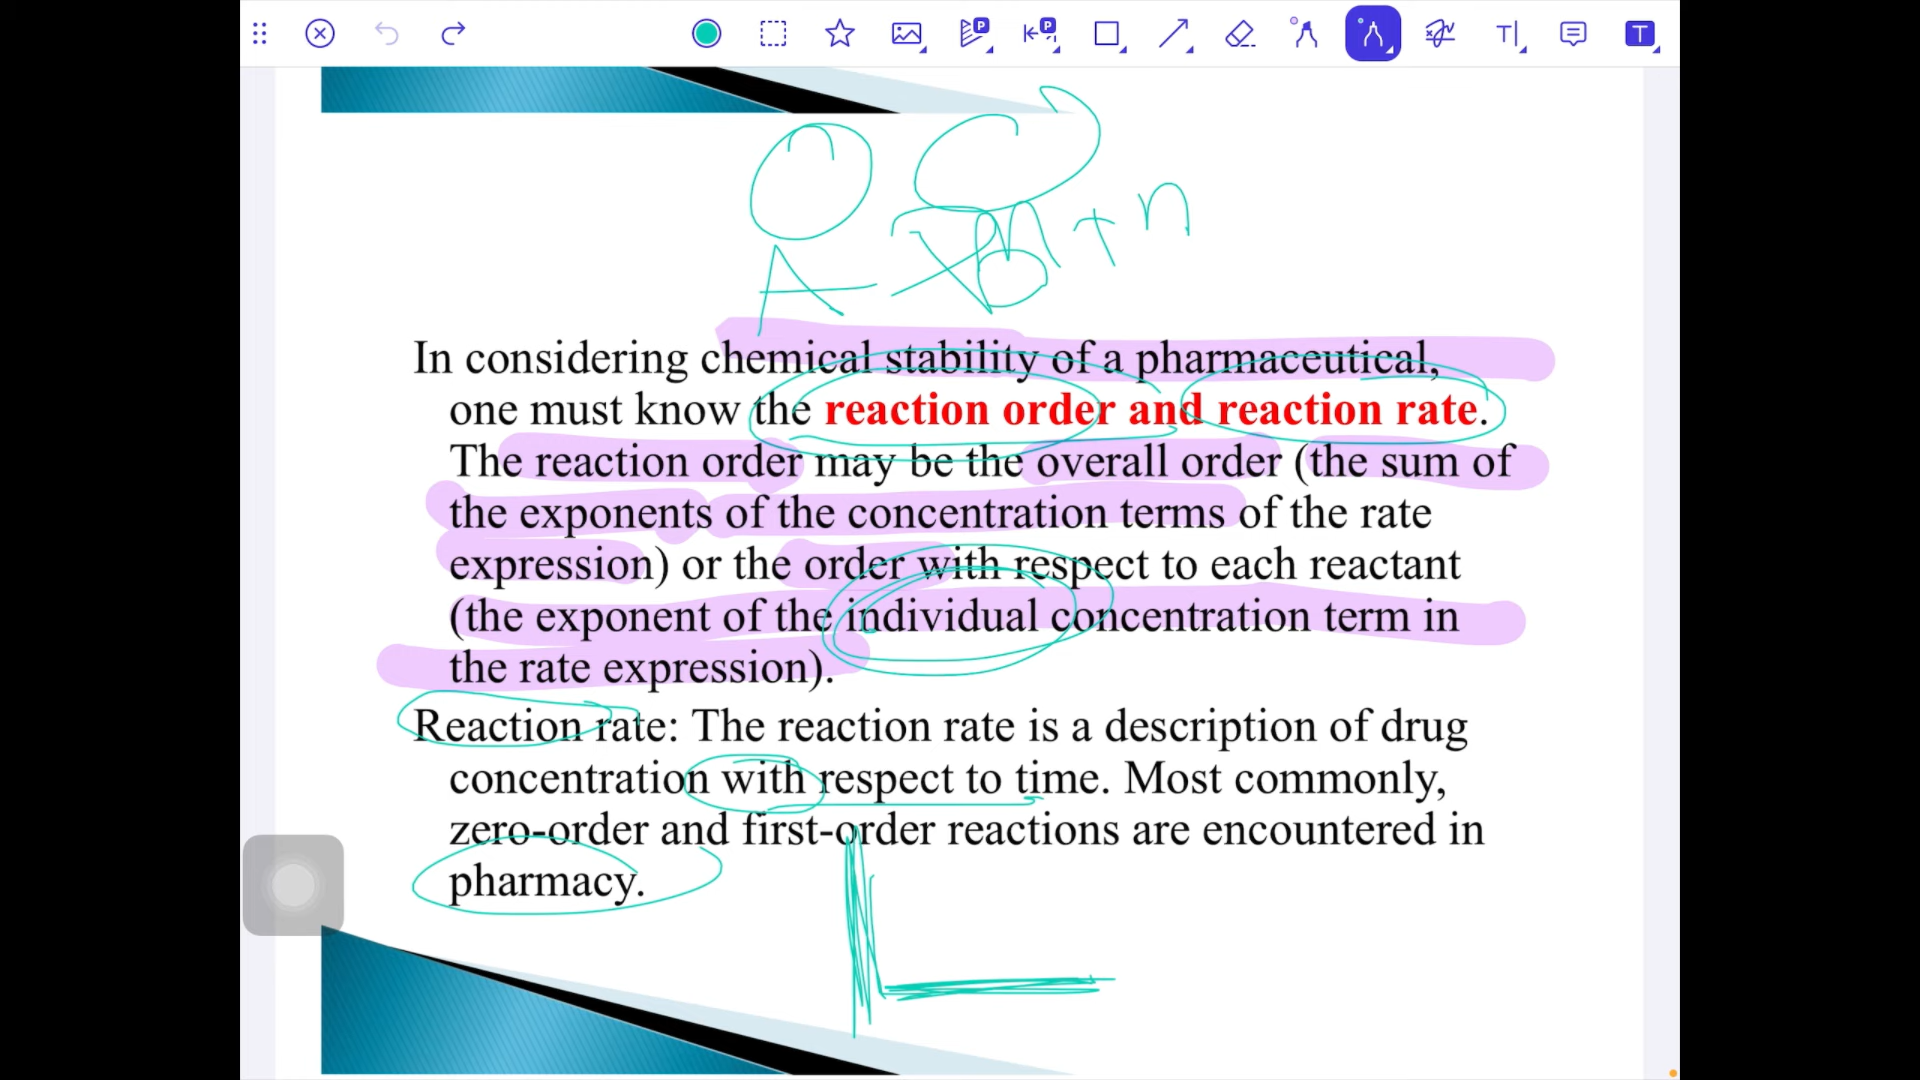 A
m + n
In considering chemical stability of a pharmaceutical,
one must know the reaction order and reaction rate.
The reaction order may be the overall order (the sum of
the exponents of the concentration terms of the rate
expression) or the order with respect to each reactant
(the exponent of the individual concentration term in
the rate expression).
Reaction rate: The reaction rate is a description of drug
concentration with respect to time. Most commonly,
zero-order and first-order reactions are encountered in
pharmacy.